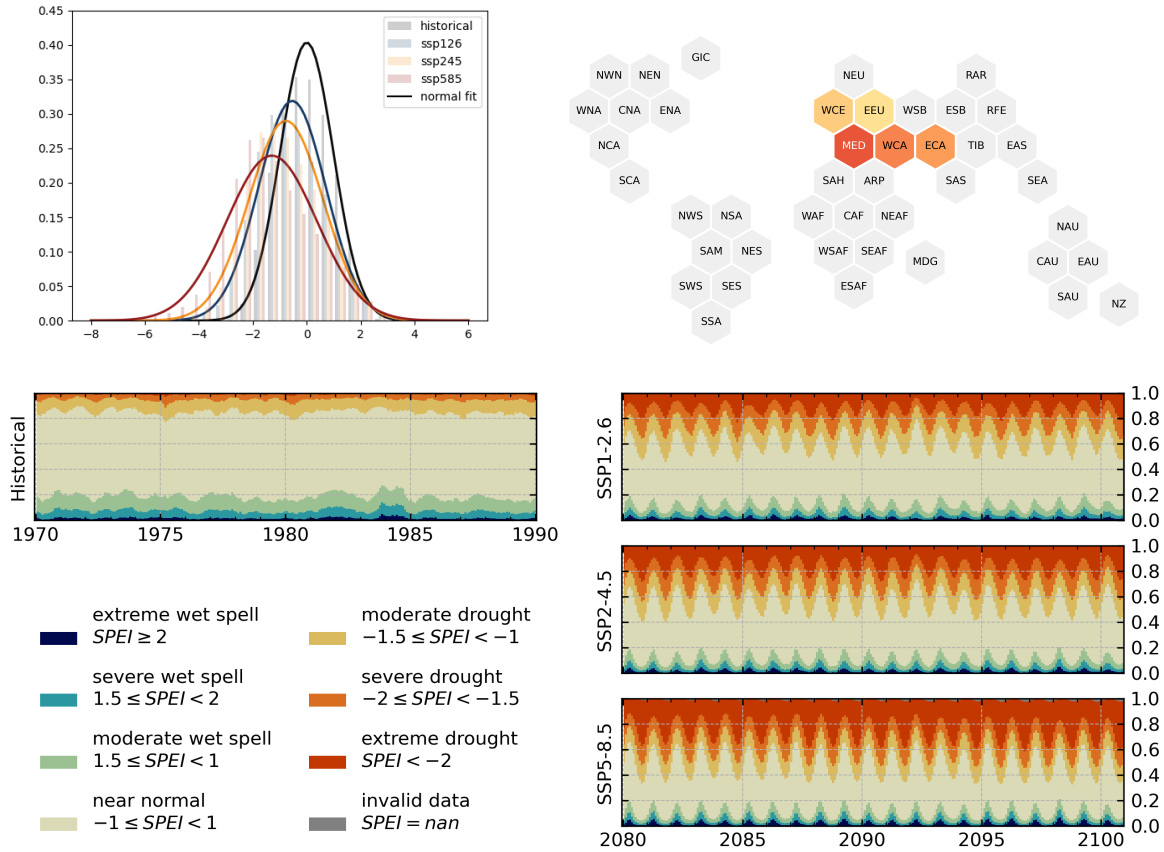 0.45
0.40
0.35
0.30
0.25
0.20
0.15
0.10
0.05
0.00
−8 −6 −4 −2 0 2 4 6
historical
ssp126
ssp245
ssp585
normal fit
GIC
NWN NEN NEU RAR
WNA CNA ENA WCE EEU WSB ESB RFE
NCA MED WCA ECA TIB EAS
SCA SAH ARP SAS SEA
NWS NSA WAF CAF NEAF NAU
SAM NES WSAF SEAF MDG CAU EAU
SWS SES ESAF SAU NZ
SSA
Historical
1970 1975 1980 1985 1990
SSP1-2.6
1.0
0.8
0.6
0.4
0.2
0.0
SSP2-4.5
1.0
0.8
0.6
0.4
0.2
0.0
SSP5-8.5
1.0
0.8
0.6
0.4
0.2
0.0
2080 2085 2090 2095 2100
extreme wet spell
SPEI ≥ 2
severe wet spell
1.5 ≤ SPEI < 2
moderate wet spell
1.5 ≤ SPEI < 1
near normal
−1 ≤ SPEI < 1
moderate drought
−1.5 ≤ SPEI < −1
severe drought
−2 ≤ SPEI < −1.5
extreme drought
SPEI < −2
invalid data
SPEI = nan